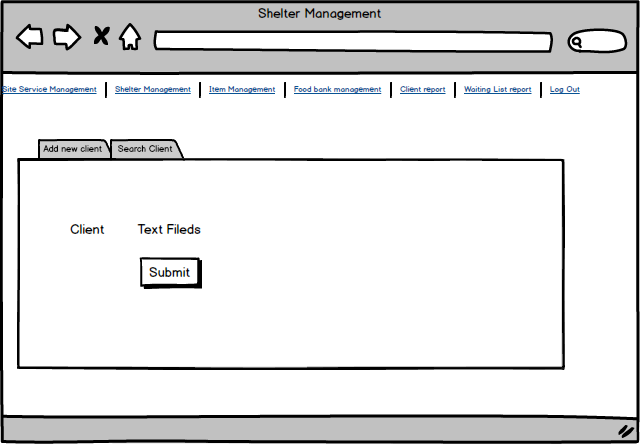 Shelter Management
Site Service Management Shelter Management Item Management Food bank management Client report Waiting List report Log Out
Add new client Search Client
Client Text Fileds
Submit